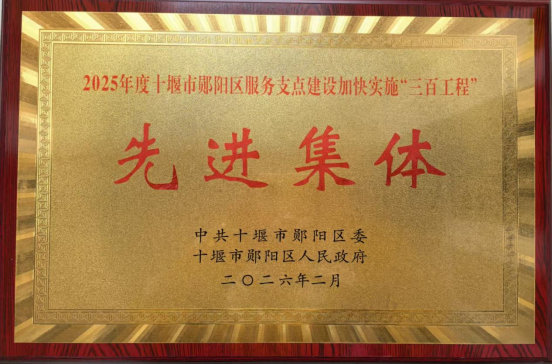 2025年度十堰市郧阳区服务支点建设加快实施“三百工程”
先进集体
中共十堰市郧阳区委
十堰市郧阳区人民政府
二〇二六年二月